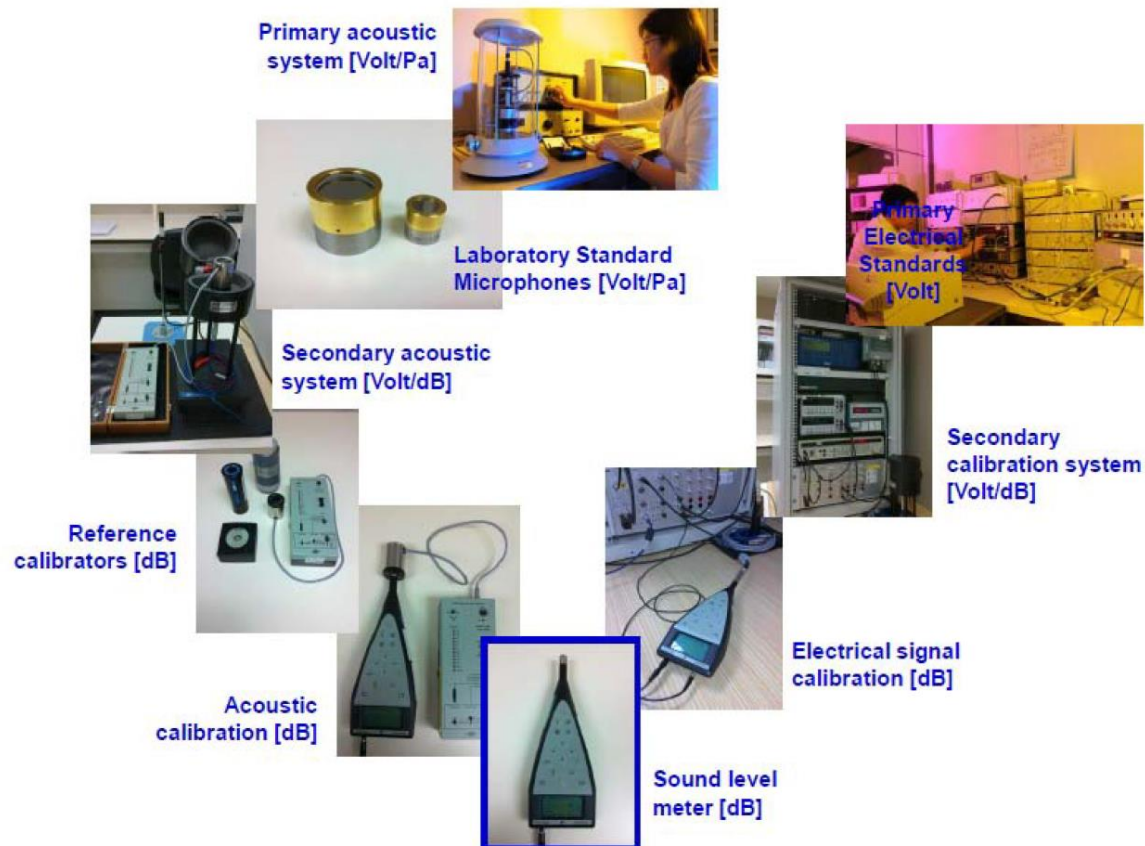 Primary acoustic
system [Volt/Pa]
Primary
Electrical
Standards
[Volt]
Laboratory Standard
Microphones [Volt/Pa]
Secondary acoustic
system [Volt/dB]
Secondary
calibration system
[Volt/dB]
Reference
calibrators [dB]
Electrical signal
calibration [dB]
Acoustic
calibration [dB]
Sound level
meter [dB]